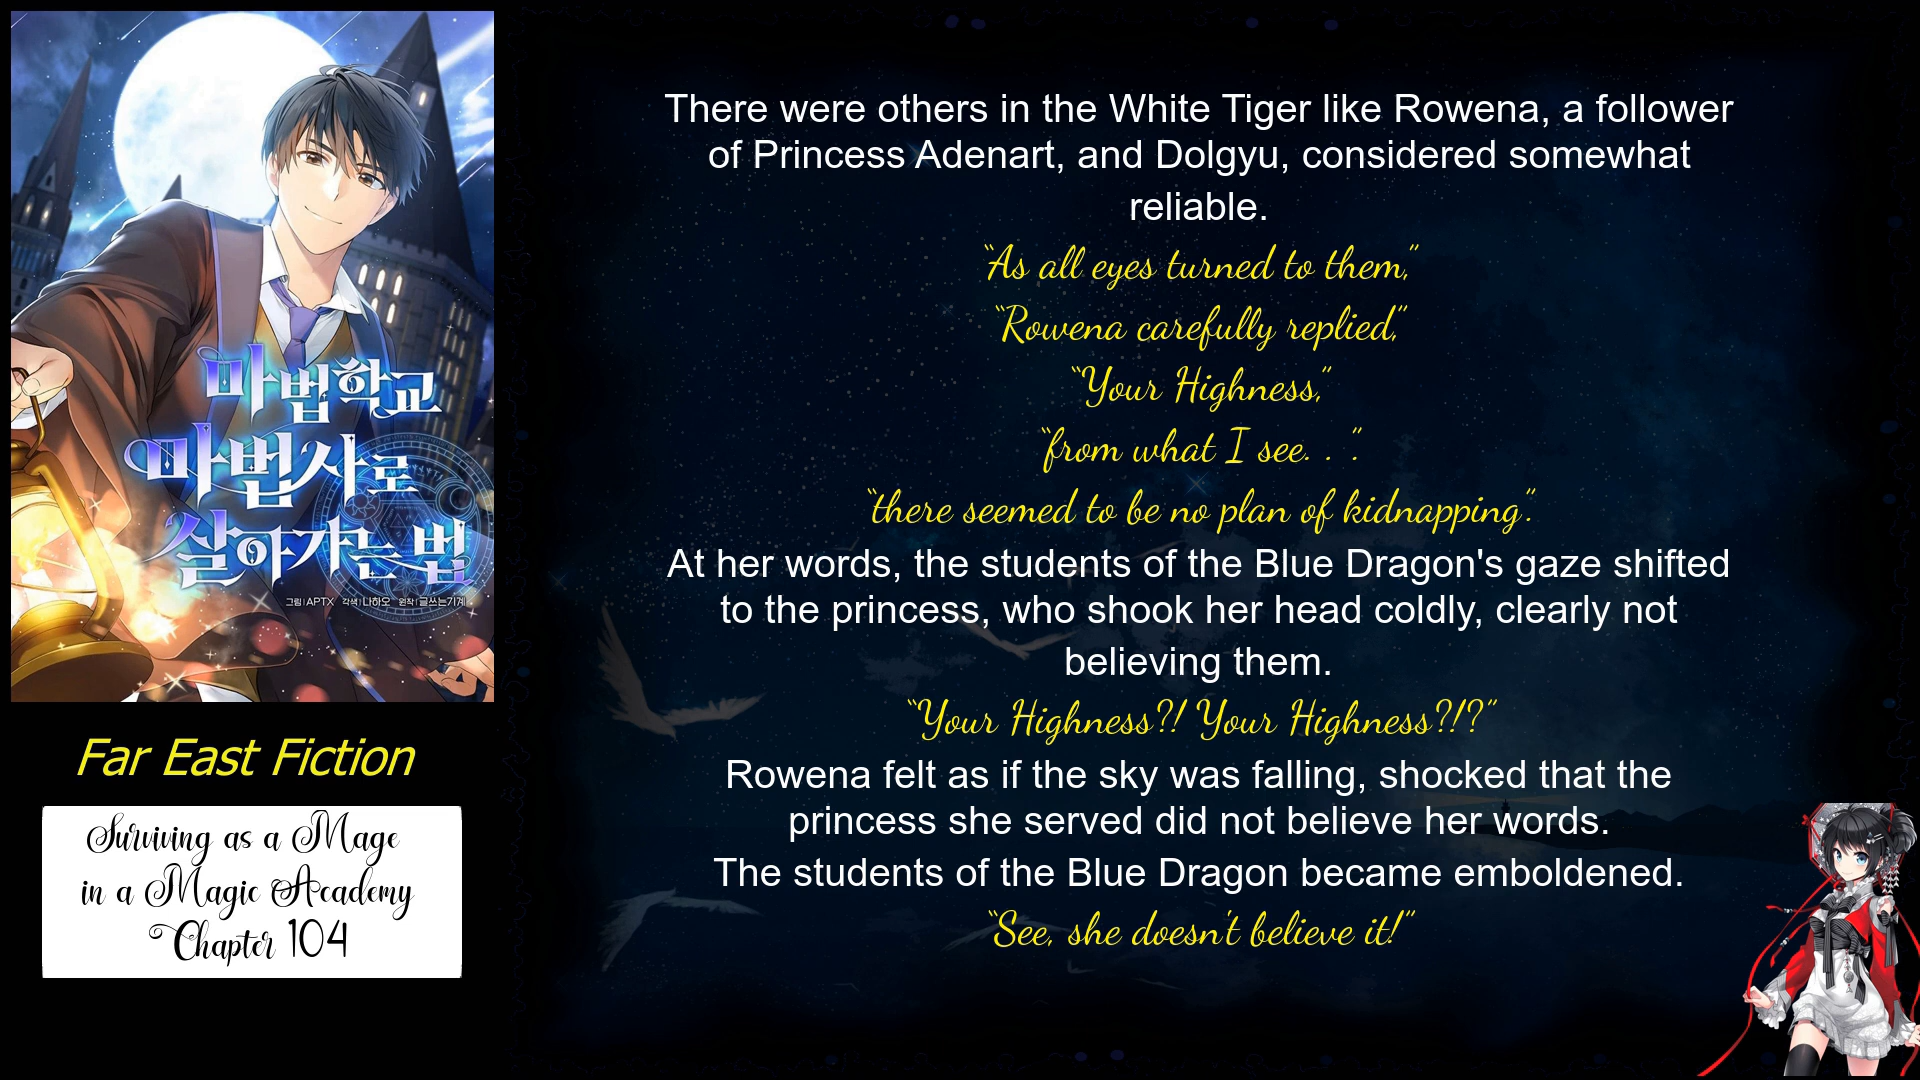 마법학교
마법사로
살아가는 법
그림|APTX 각색|나하오 원작|글쓰는기계
Far East Fiction
Surviving as a Mage
in a Magic Academy
Chapter 104
There were others in the White Tiger like Rowena, a follower
of Princess Adenart, and Dolgyu, considered somewhat
reliable.
“As all eyes turned to them,”
“Rowena carefully replied,”
“Your Highness,”
“from what I see. . ”.
“there seemed to be no plan of kidnapping”.
At her words, the students of the Blue Dragon's gaze shifted
to the princess, who shook her head coldly, clearly not
believing them.
“Your Highness?! Your Highness?!?”
Rowena felt as if the sky was falling, shocked that the
princess she served did not believe her words.
The students of the Blue Dragon became emboldened.
“See, she doesn't believe it!”